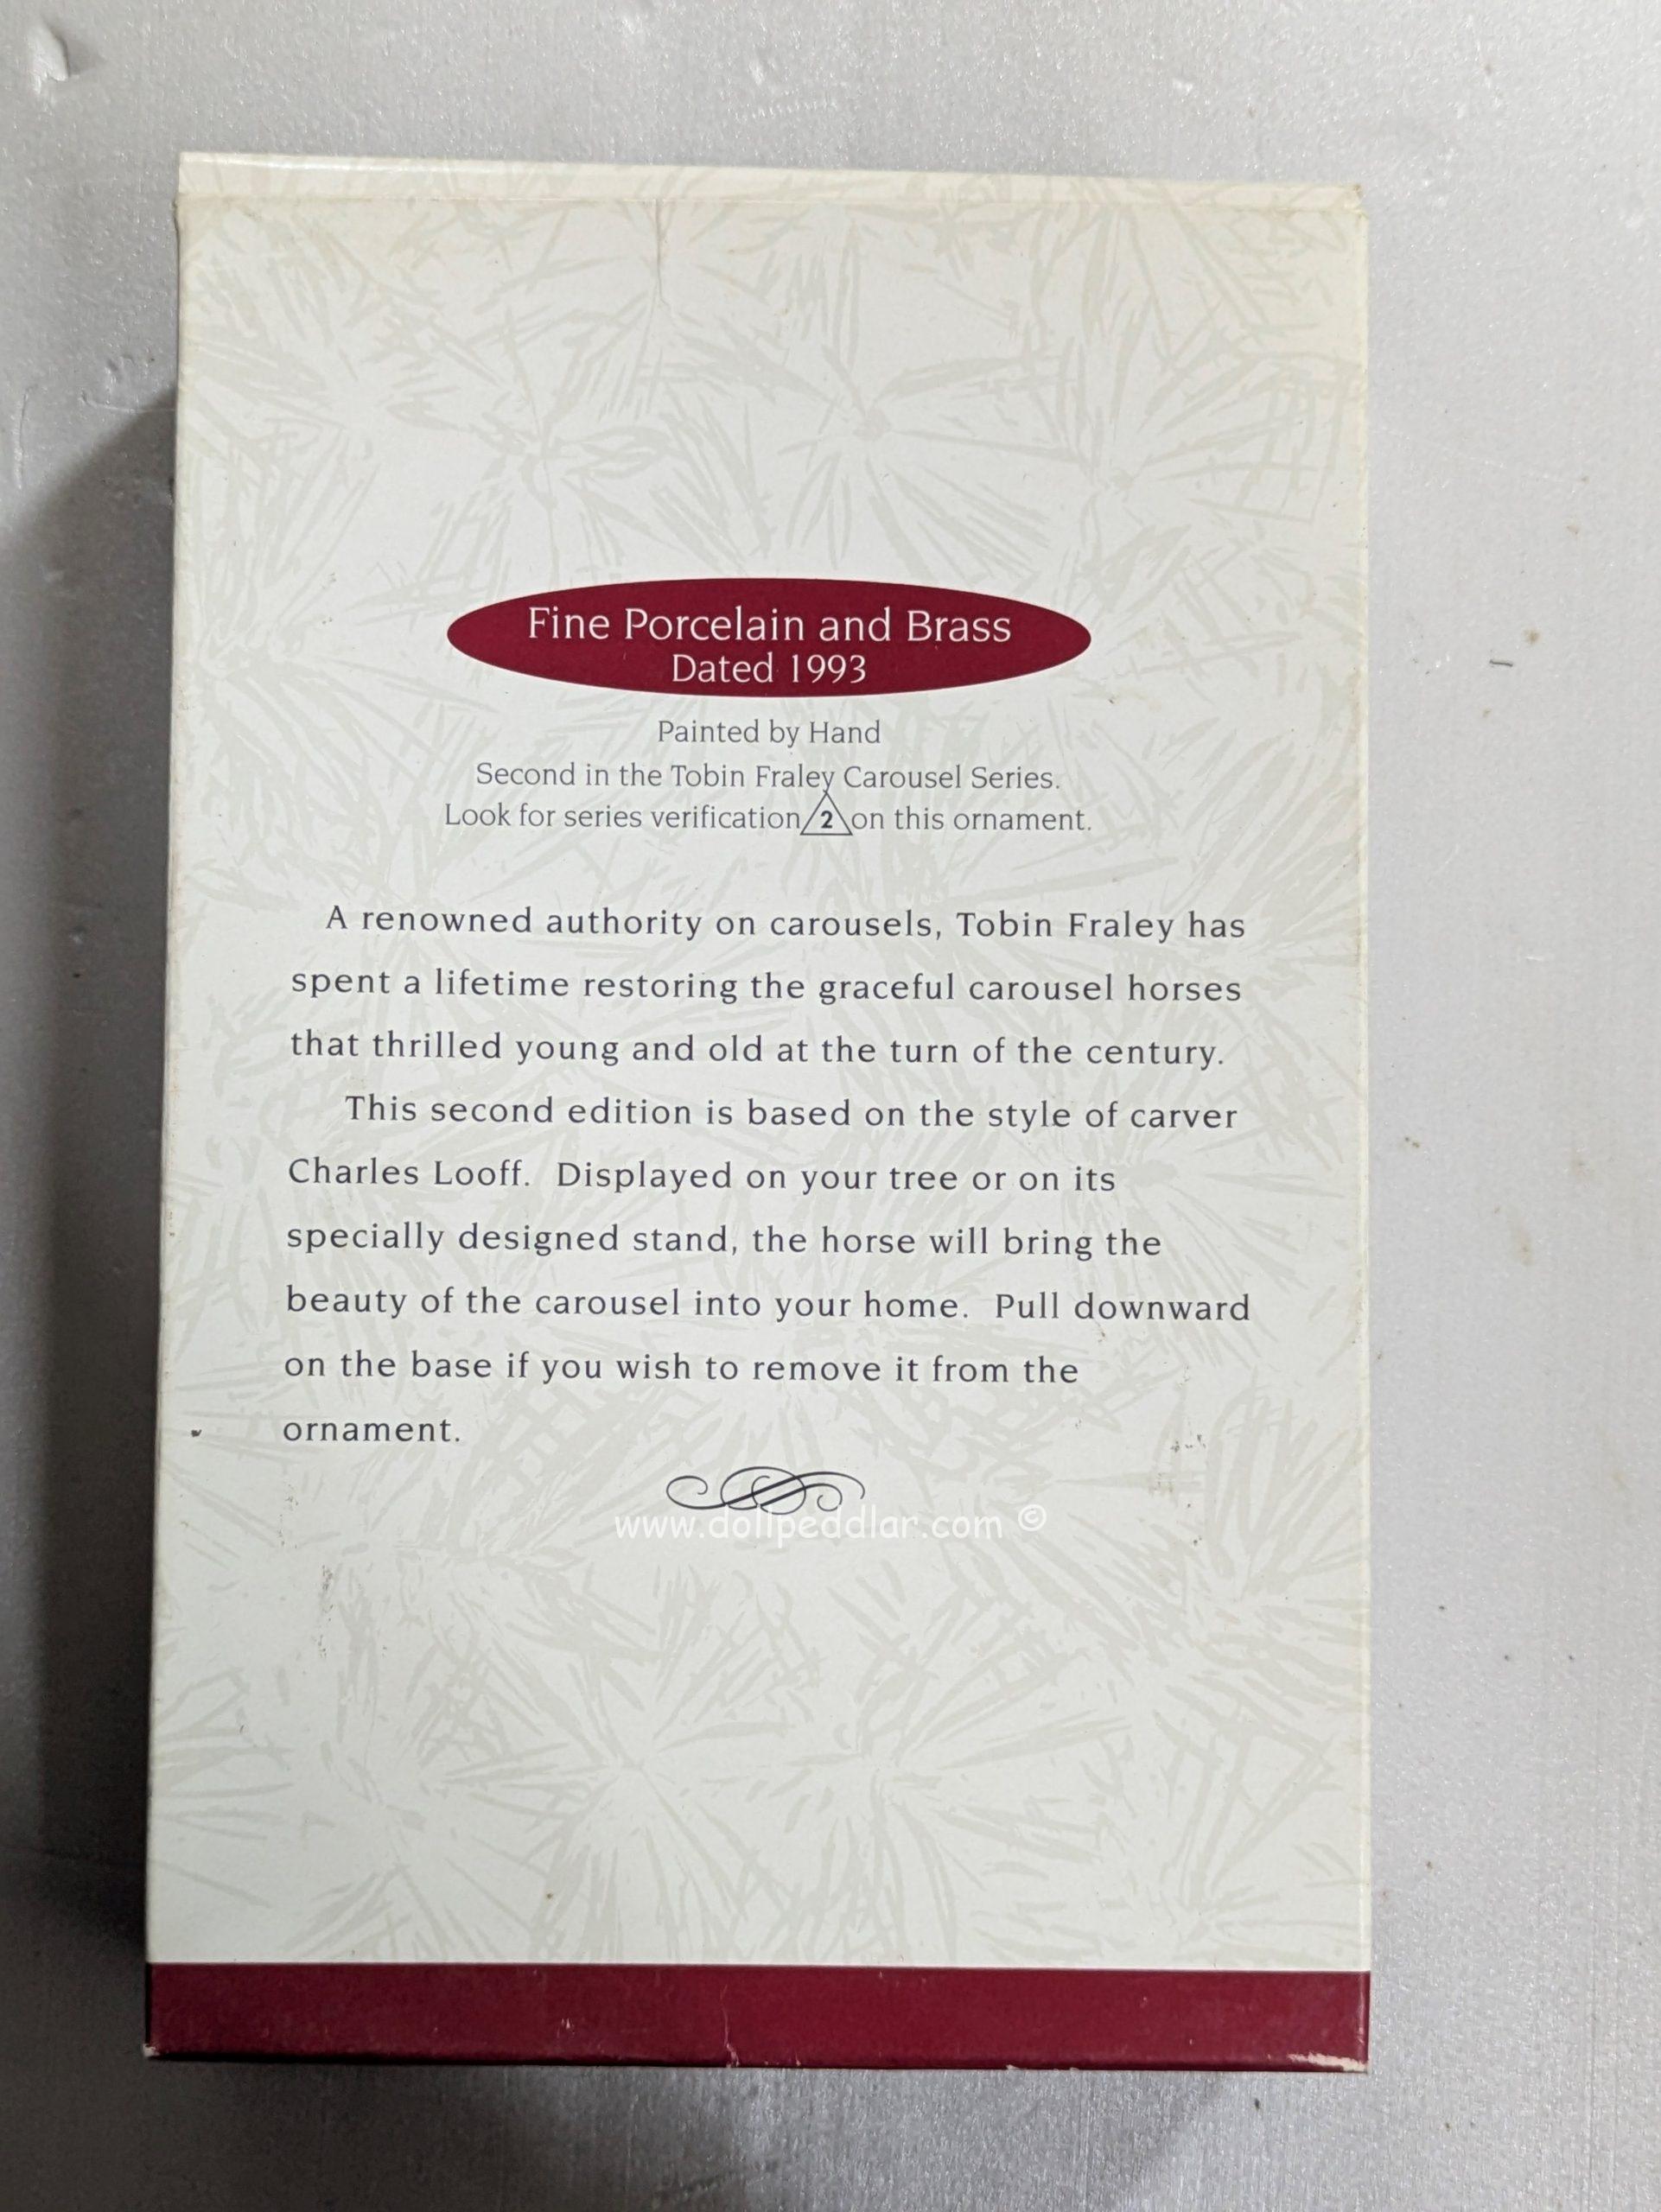 Fine Porcelain and Brass
Dated 1993
Painted by Hand
Second in the Tobin Fraley Carousel Series.
Look for series verification 2 on this ornament.
A renowned authority on carousels, Tobin Fraley has
spent a lifetime restoring the graceful carousel horses
that thrilled young and old at the turn of the century.
This second edition is based on the style of carver
Charles Looff. Displayed on your tree or on its
specially designed stand, the horse will bring the
beauty of the carousel into your home. Pull downward
on the base if you wish to remove it from the
ornament.
www.dollpeddlar.com ©